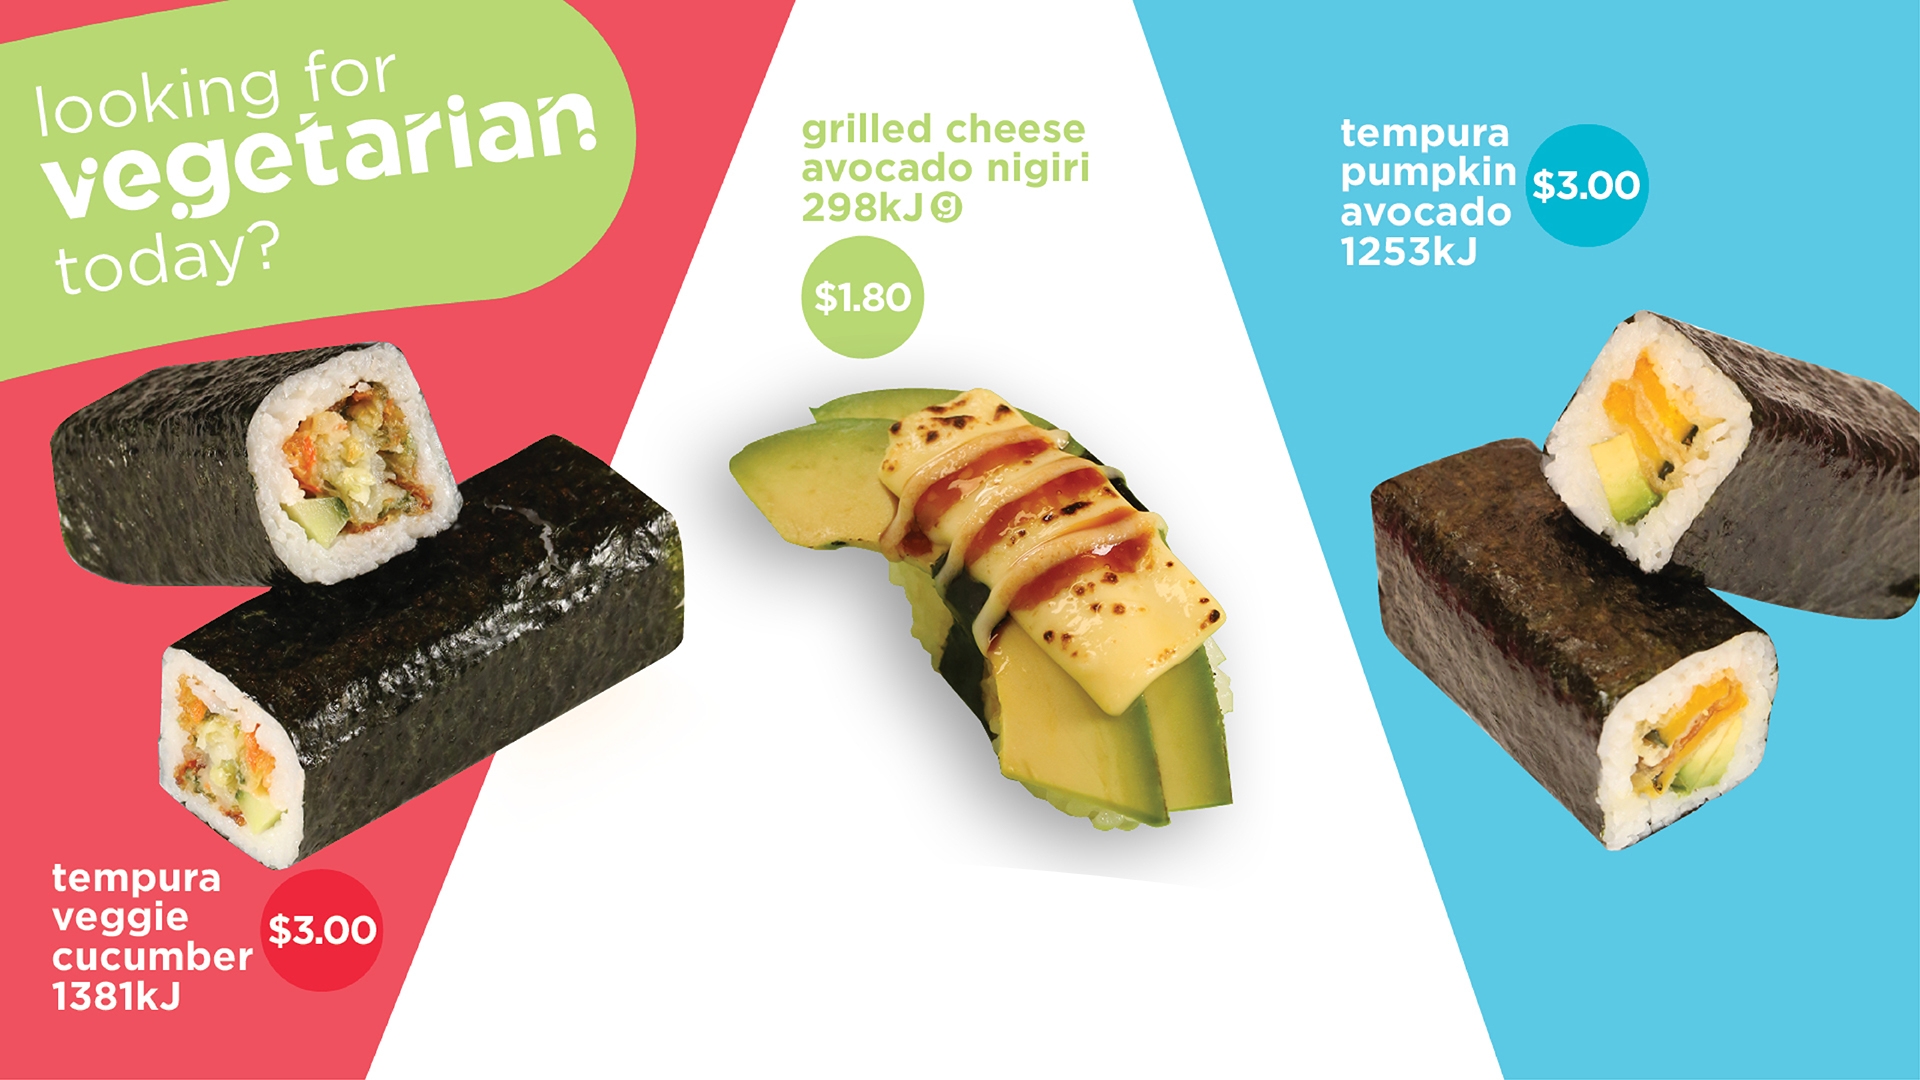 looking for
vegetarian
today?
grilled cheese
avocado nigiri
298kJ g
$1.80
tempura
pumpkin
avocado
1253kJ
$3.00
tempura
veggie
cucumber
1381kJ
$3.00